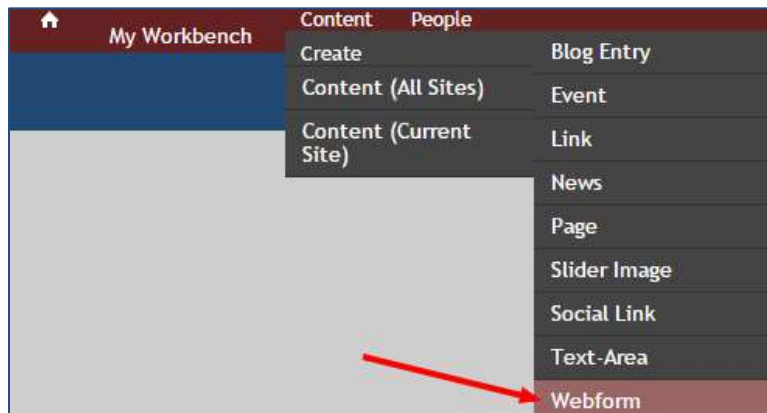 My Workbench
Content
People
Create
Content (All Sites)
Content (Current
Site)
Blog Entry
Event
Link
News
Page
Slider Image
Social Link
Text-Area
Webform